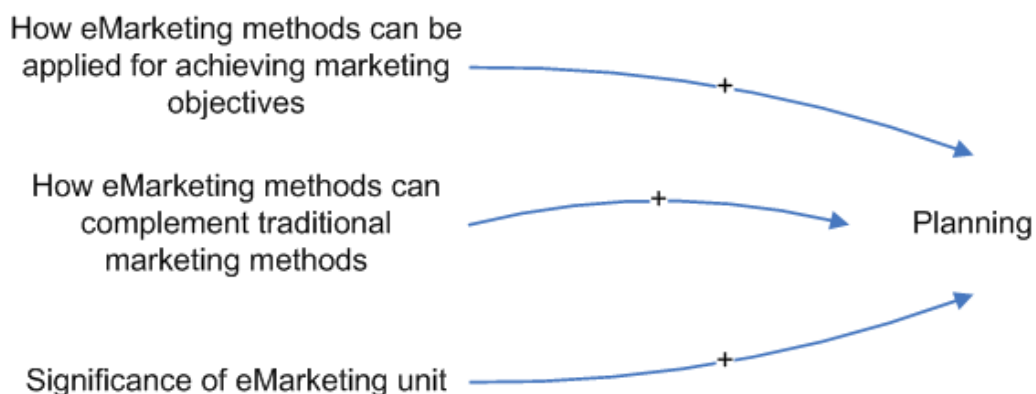 How eMarketing methods can be
applied for achieving marketing
objectives
+
How eMarketing methods can
complement traditional
marketing methods
+
Planning
+
Significance of eMarketing unit